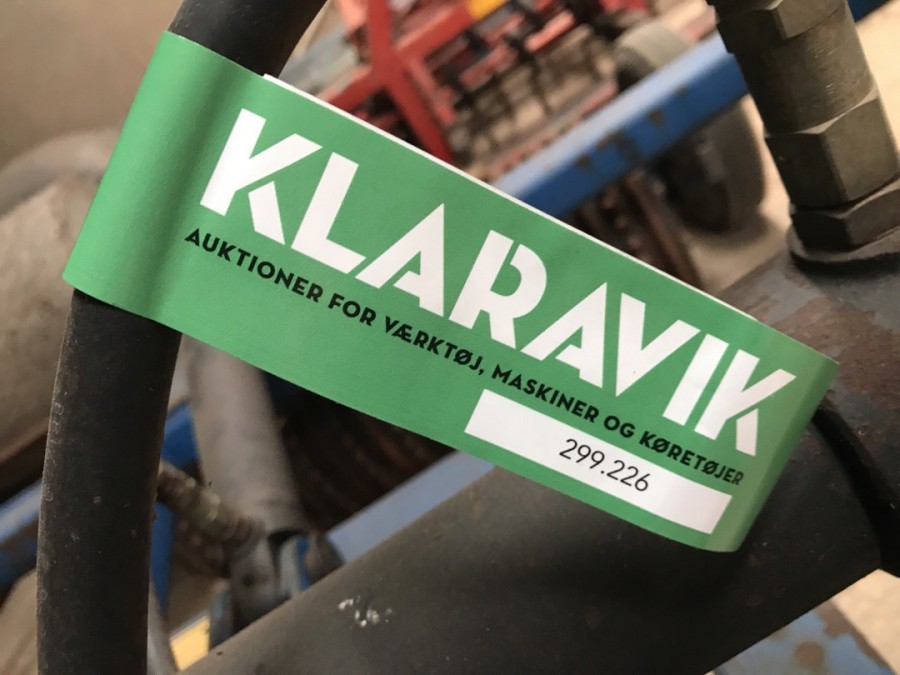 KLARAVIK
AUKTIONER FOR VÆRKTØJ, MASKINER OG KØRETØJER
299.226